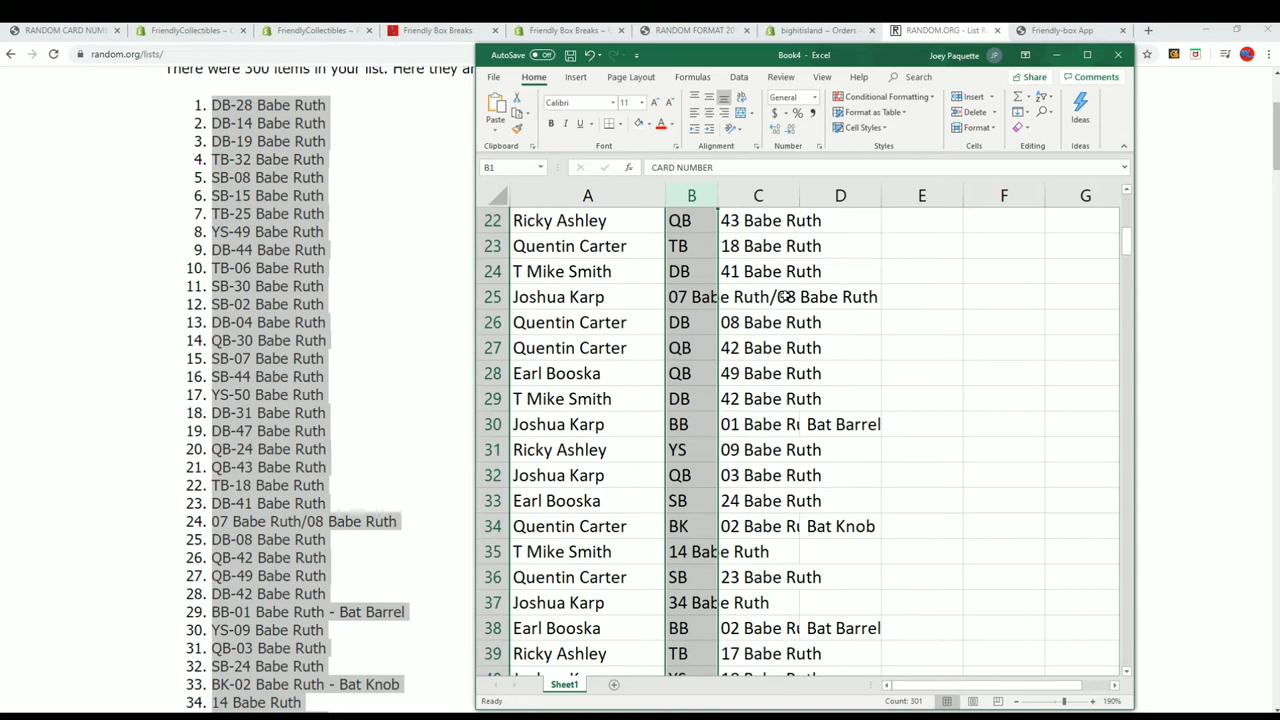 RANDOM CARD NUM
FriendlyCollectibles - C
FriendlyCollectibles - R
Friendly Box Breaks
Friendly Box Breaks - G
RANDOM FORMAT 20
bighitisland ~ Orders ~
RANDOM.ORG - List R
Friendly-box App
random.org/lists/
There were 300 items in your list. Here they ar
1. DB-28 Babe Ruth
2. DB-14 Babe Ruth
3. DB-19 Babe Ruth
4. TB-32 Babe Ruth
5. SB-08 Babe Ruth
6. SB-15 Babe Ruth
7. TB-25 Babe Ruth
8. YS-49 Babe Ruth
9. DB-44 Babe Ruth
10. TB-06 Babe Ruth
11. SB-30 Babe Ruth
12. SB-02 Babe Ruth
13. DB-04 Babe Ruth
14. QB-30 Babe Ruth
15. SB-07 Babe Ruth
16. SB-44 Babe Ruth
17. YS-50 Babe Ruth
18. DB-31 Babe Ruth
19. DB-47 Babe Ruth
20. QB-24 Babe Ruth
21. QB-43 Babe Ruth
22. TB-18 Babe Ruth
23. DB-41 Babe Ruth
24. 07 Babe Ruth/08 Babe Ruth
25. DB-08 Babe Ruth
26. QB-42 Babe Ruth
27. QB-49 Babe Ruth
28. DB-42 Babe Ruth
29. BB-01 Babe Ruth - Bat Barrel
30. YS-09 Babe Ruth
31. QB-03 Babe Ruth
32. SB-24 Babe Ruth
33. BK-02 Babe Ruth - Bat Knob
34. 14 Babe Ruth
AutoSave Off Book4 - Excel Joey Paquette JP
File Home Insert Page Layout Formulas Data Review View Help Search Share Comments
Paste Calibri 11 General Conditional Formatting Insert
Format as Table Delete Ideas
Cell Styles Format
Clipboard Font Alignment Number Styles Cells Editing Ideas
B1 CARD NUMBER
A B C D E F G
22 Ricky Ashley QB 43 Babe Ruth
23 Quentin Carter TB 18 Babe Ruth
24 T Mike Smith DB 41 Babe Ruth
25 Joshua Karp 07 Babe Ruth/08 Babe Ruth
26 Quentin Carter DB 08 Babe Ruth
27 Quentin Carter QB 42 Babe Ruth
28 Earl Booska QB 49 Babe Ruth
29 T Mike Smith DB 42 Babe Ruth
30 Joshua Karp BB 01 Babe Ru Bat Barrel
31 Ricky Ashley YS 09 Babe Ruth
32 Joshua Karp QB 03 Babe Ruth
33 Earl Booska SB 24 Babe Ruth
34 Quentin Carter BK 02 Babe Ru Bat Knob
35 T Mike Smith 14 Babe Ruth
36 Quentin Carter SB 23 Babe Ruth
37 Joshua Karp 34 Babe Ruth
38 Earl Booska BB 02 Babe Ru Bat Barrel
39 Ricky Ashley TB 17 Babe Ruth
Sheet1
Ready Count: 301 190%